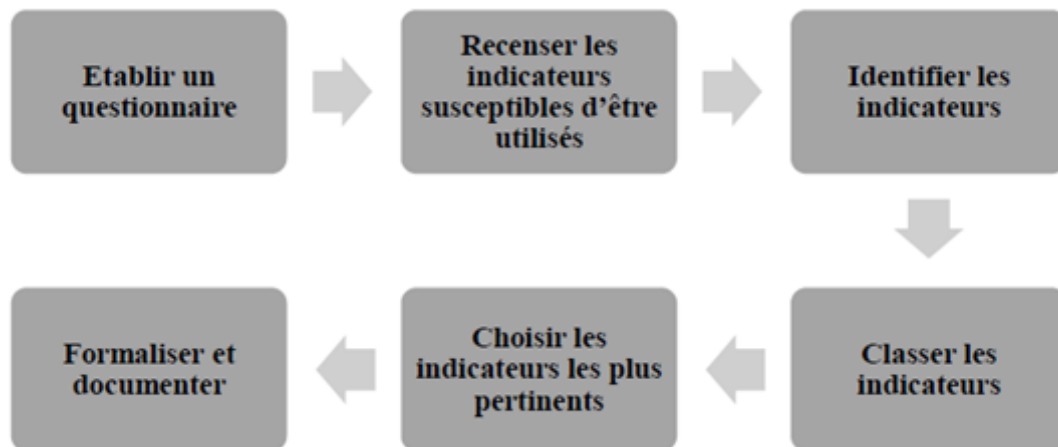 Etablir un
questionnaire
Recenser les
indicateurs
susceptibles d’être
utilisés
Identifier les
indicateurs
Classer les
indicateurs
Choisir les
indicateurs les plus
pertinents
Formaliser et
documenter